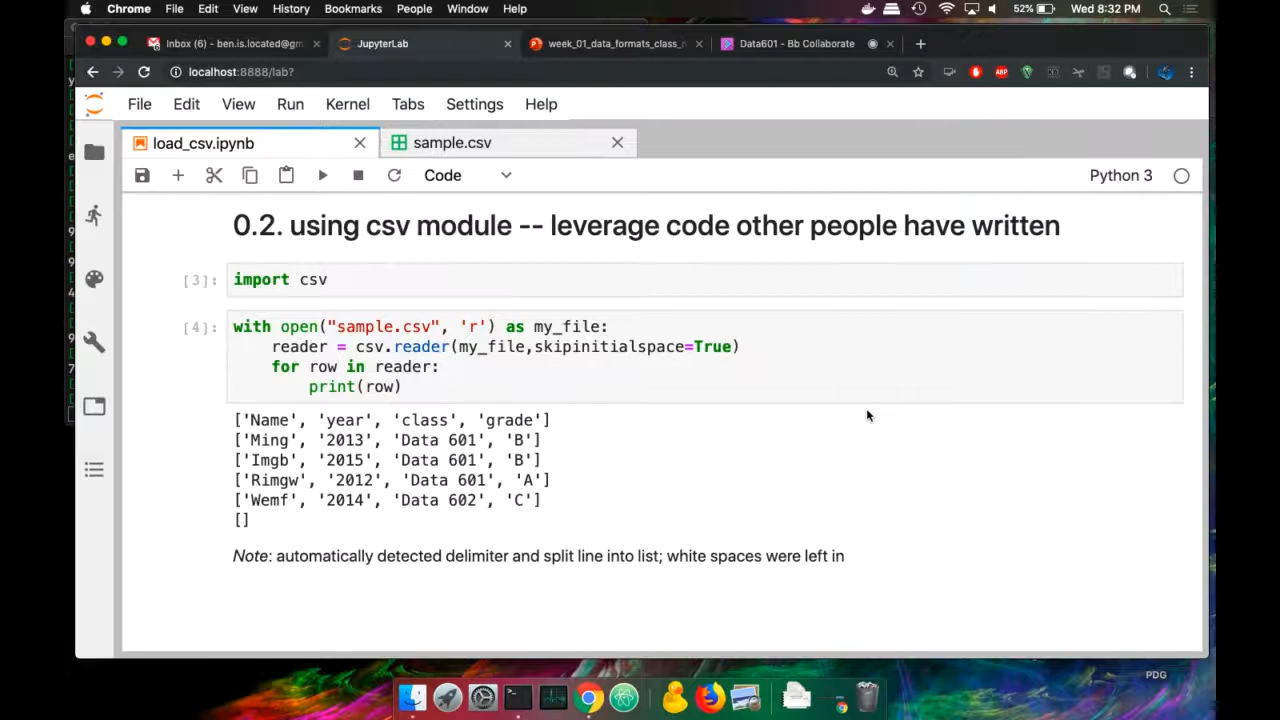 Chrome File Edit View History Bookmarks People Window Help 52% Wed 8:32 PM
Inbox (6) - ben.is.located@gm JupyterLab week_01_data_formats_class_r Data601 - Bb Collaborate
localhost:8888/lab? ABP
File Edit View Run Kernel Tabs Settings Help
load_csv.ipynb sample.csv
Code Python 3
0.2. using csv module -- leverage code other people have written
[3]: import csv
[4]: with open("sample.csv", 'r') as my_file:
reader = csv.reader(my_file,skipinitialspace=True)
for row in reader:
print(row)
['Name', 'year', 'class', 'grade']
['Ming', '2013', 'Data 601', 'B']
['Imgb', '2015', 'Data 601', 'B']
['Rimgw', '2012', 'Data 601', 'A']
['Wemf', '2014', 'Data 602', 'C']
[]
Note: automatically detected delimiter and split line into list; white spaces were left in
PDG